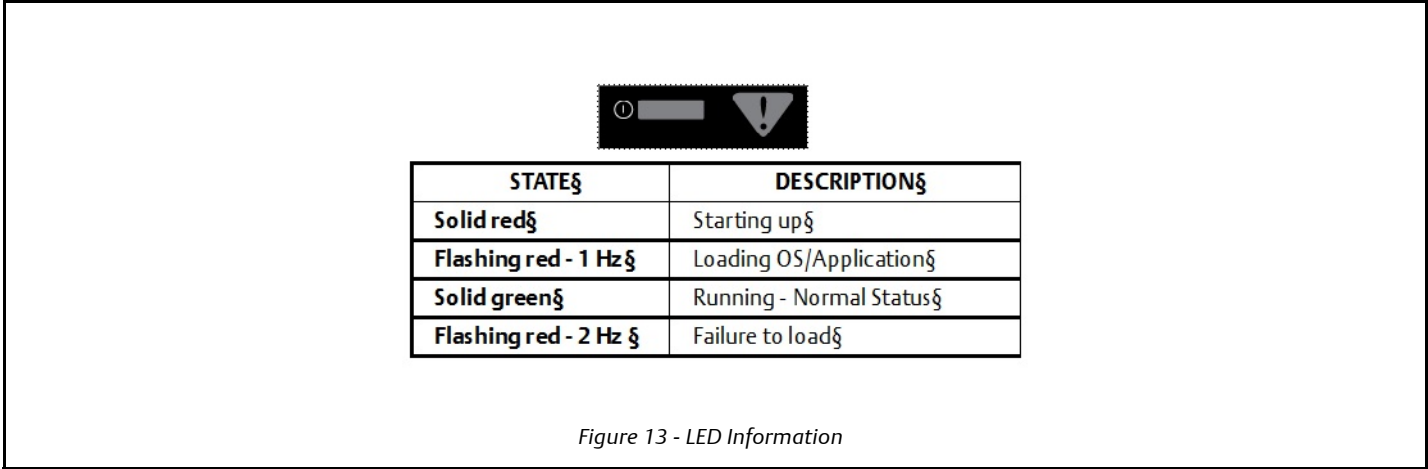 STATE§ DESCRIPTION§
Solid red§ Starting up§
Flashing red - 1 Hz§ Loading OS/Application§
Solid green§ Running - Normal Status§
Flashing red - 2 Hz § Failure to load§
Figure 13 - LED Information